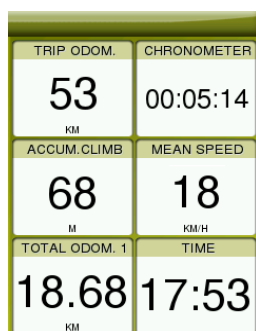 TRIP ODOM. CHRONOMETER
53 00:05:14
KM
ACCUM.CLIMB MEAN SPEED
68 18
M KM/H
TOTAL ODOM. 1 TIME
18.68 17:53
KM